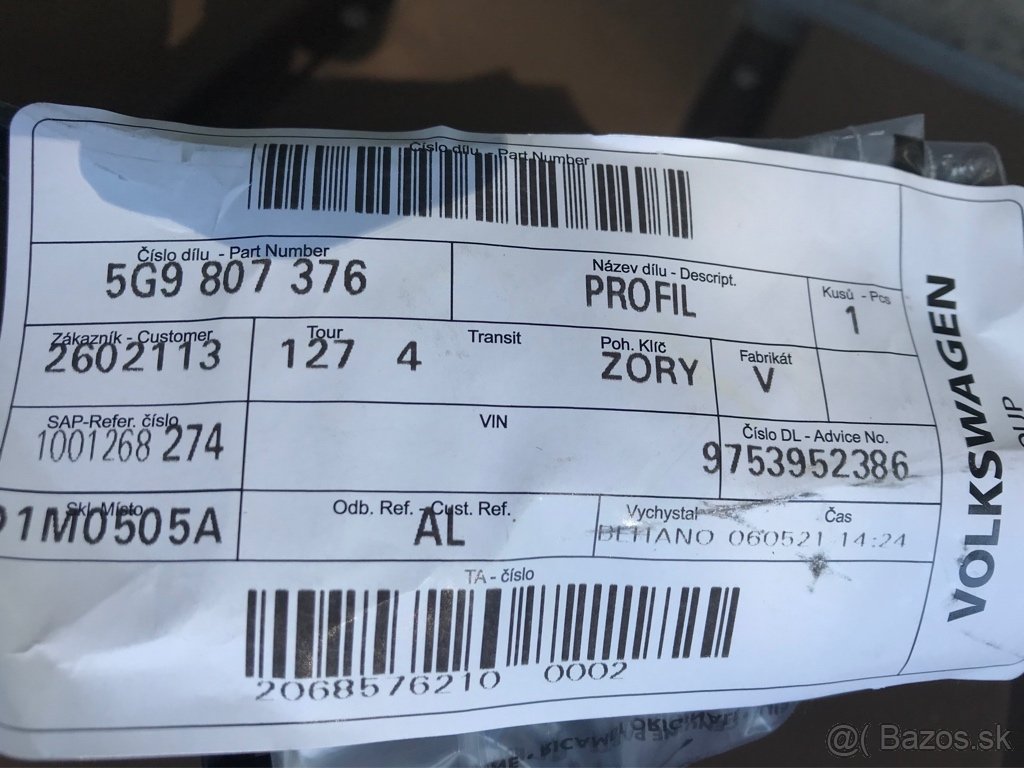 Číslo dílu - Part Number
Číslo dílu - Part Number
5G9 807 376
Název dílu - Descript.
PROFIL
Kusů - Pcs
1
Zákazník - Customer
2602113
Tour
127 4
Transit
Poh. Klíč
ZORY
Fabrikát
V
SAP-Refer. číslo
1001268 274
VIN
Číslo DL - Advice No.
9753952386
Skl. Místo
1M0505A
Odb. Ref. - Cust. Ref.
AL
Vychystal
BEHANO
Čas
060521 14:24
TA - číslo
2068576210 0002
VOLKSWAGEN
@( Bazos.sk